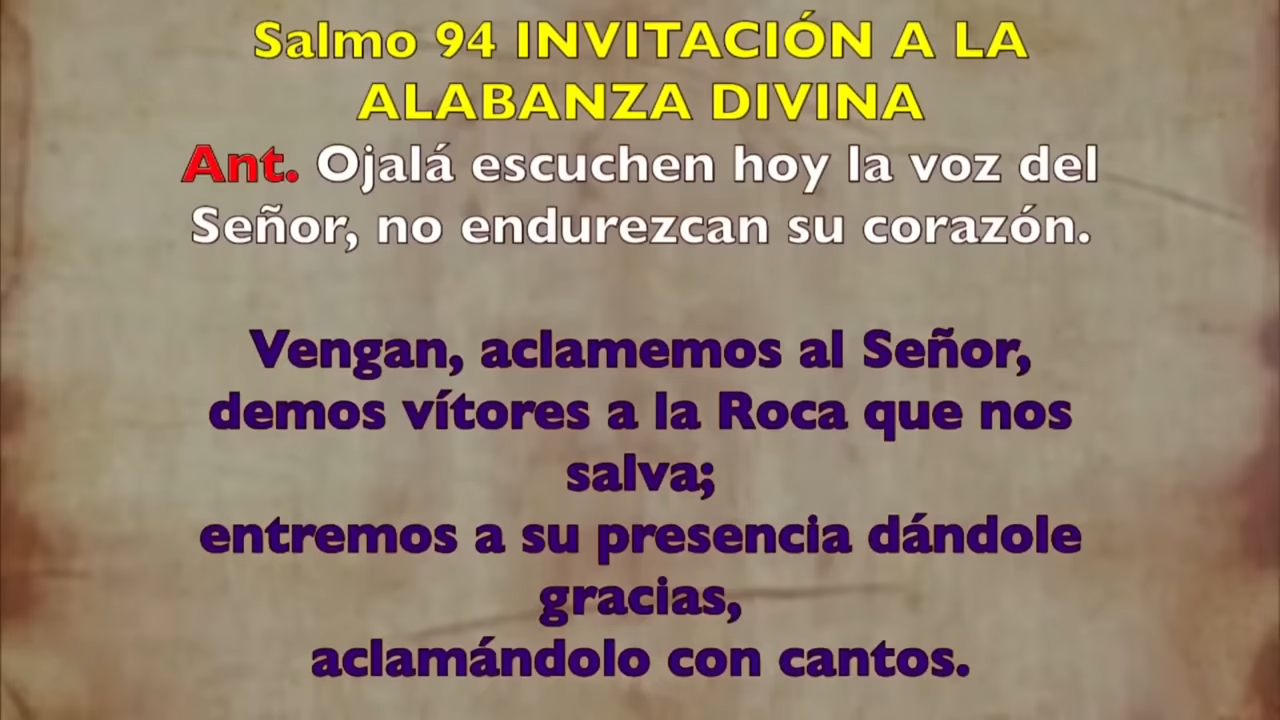 Salmo 94 INVITACIÓN A LA
ALABANZA DIVINA
Ant. Ojalá escuchen hoy la voz del
Señor, no endurezcan su corazón.
Vengan, aclamemos al Señor,
demos vítores a la Roca que nos
salva;
entremos a su presencia dándole
gracias,
aclamándolo con cantos.